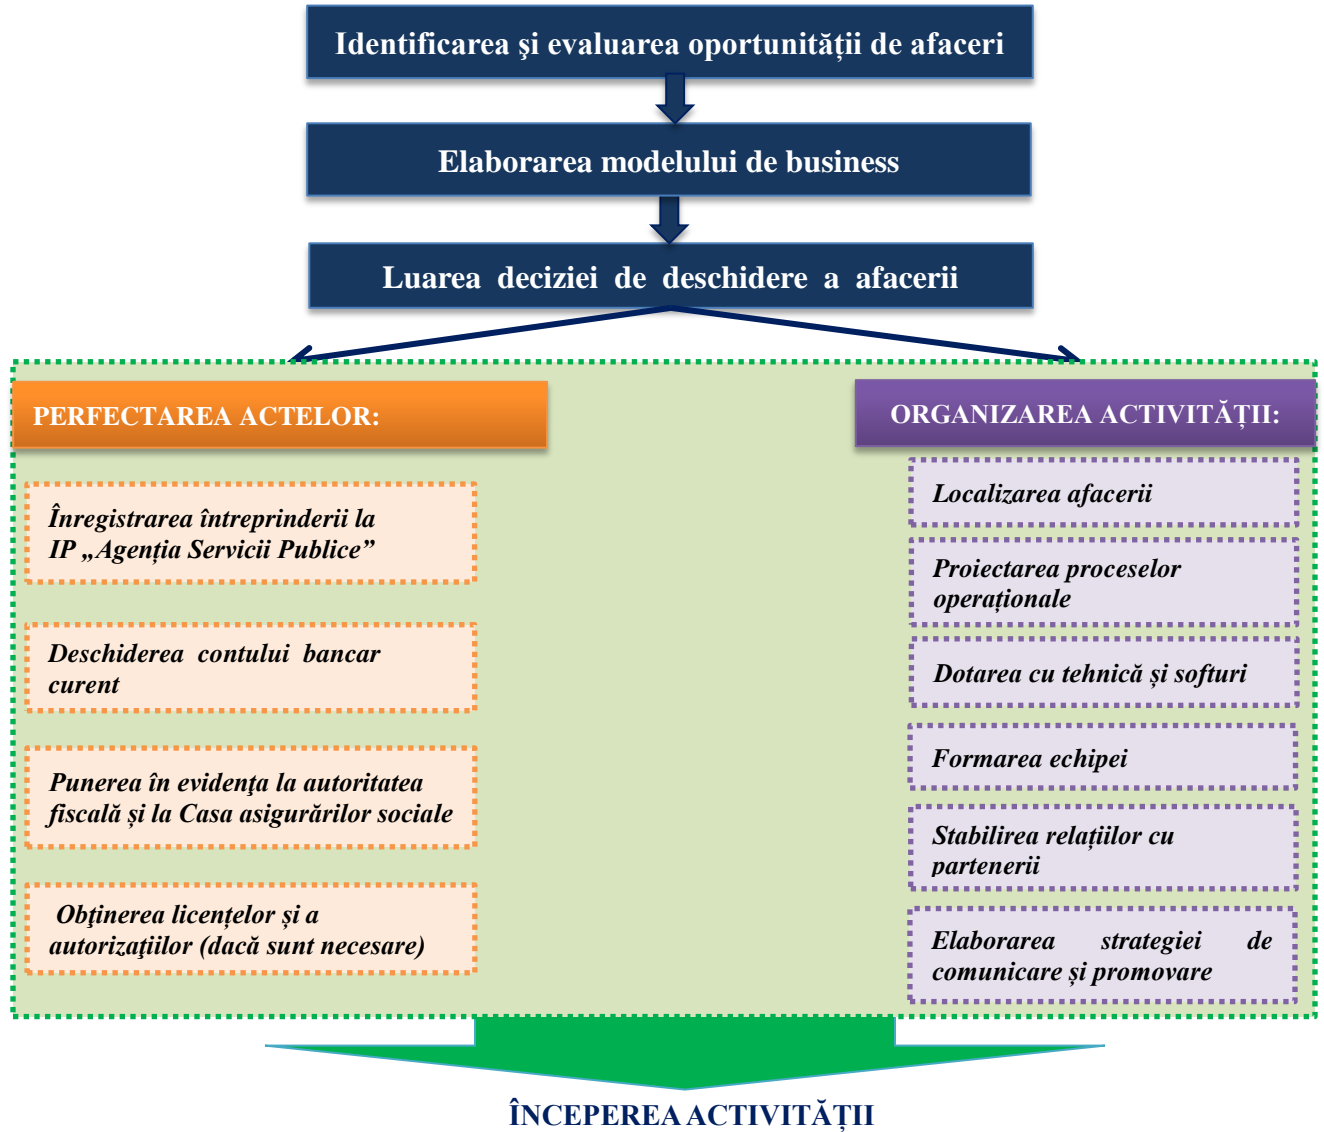 Identificarea şi evaluarea oportunității de afaceri
Elaborarea modelului de business
Luarea deciziei de deschidere a afacerii
PERFECTAREA ACTELOR:
Înregistrarea întreprinderii la
IP „Agenția Servicii Publice”
Deschiderea contului bancar
curent
Punerea în evidenţa la autoritatea
fiscală și la Casa asigurărilor sociale
Obţinerea licențelor și a
autorizaţiilor (dacă sunt necesare)
ORGANIZAREA ACTIVITĂȚII:
Localizarea afacerii
Proiectarea proceselor
operaționale
Dotarea cu tehnică și softuri
Formarea echipei
Stabilirea relațiilor cu
partenerii
Elaborarea strategiei de
comunicare și promovare
ÎNCEPEREA ACTIVITĂȚII